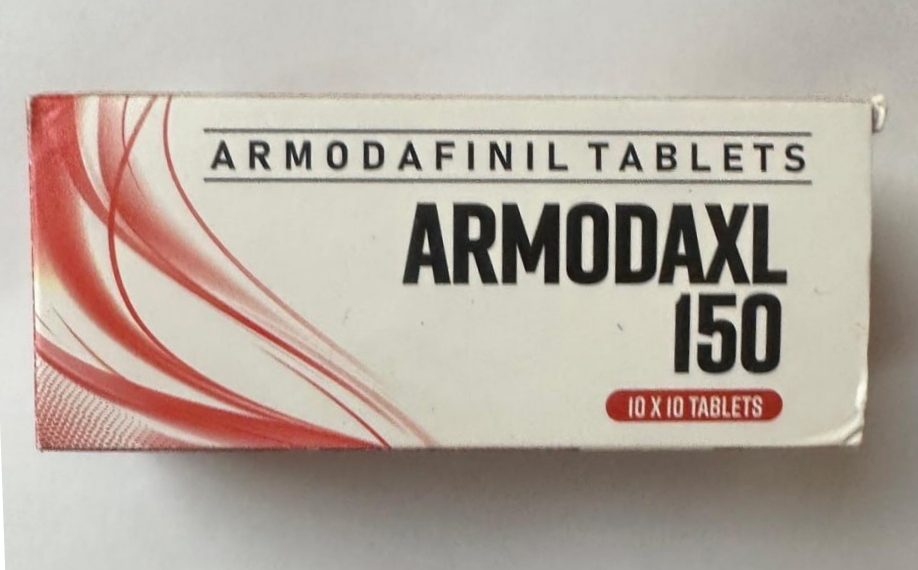 ARMODAFINIL TABLETS
ARMODAXL
150
10 X 10 TABLETS